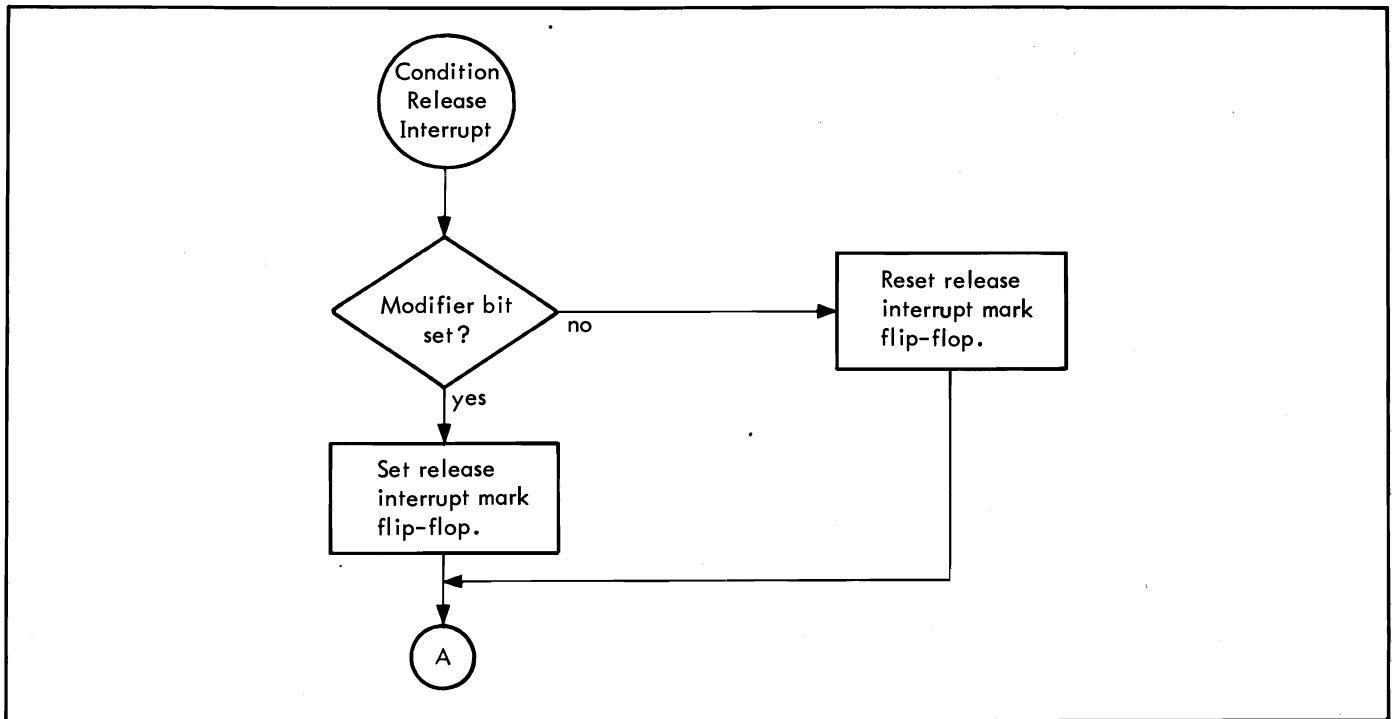 Condition
Release
Interrupt
Modifier bit
set?
no
yes
Reset release
interrupt mark
flip-flop.
Set release
interrupt mark
flip-flop.
A